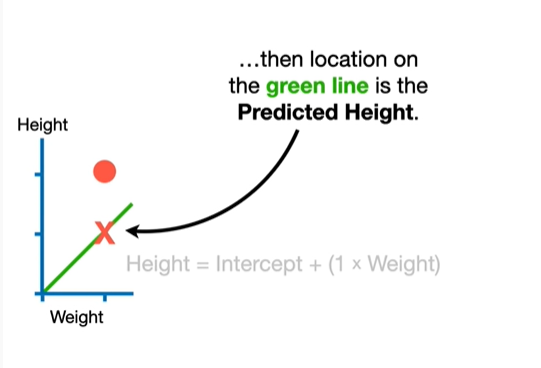 ...then location on
the green line is the
Predicted Height.
Height
X
Height = Intercept + (1 × Weight)
Weight